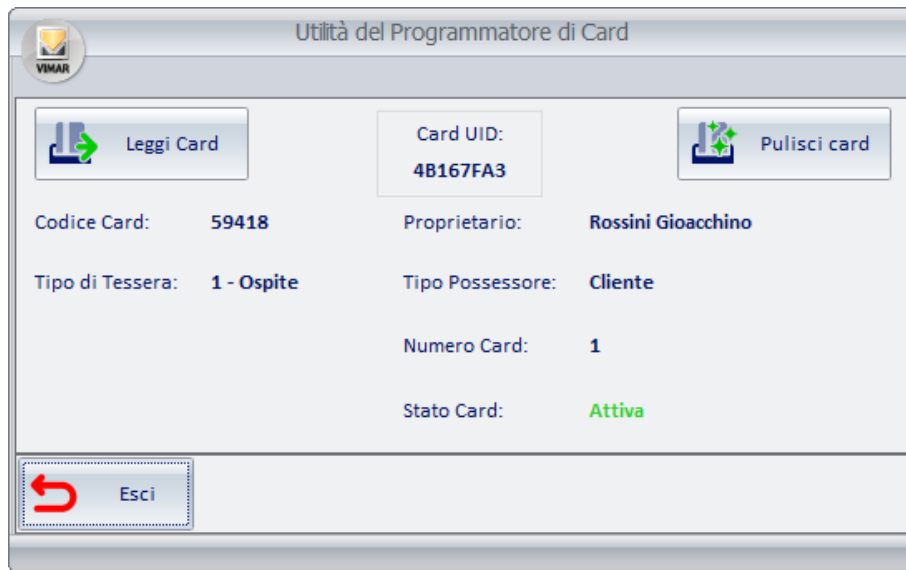 Utilità del Programmatore di Card
VIMAR
Leggi Card
Card UID:
4B167FA3
Pulisci card
Codice Card: 59418 Proprietario: Rossini Gioacchino
Tipo di Tessera: 1 - Ospite Tipo Possessore: Cliente
Numero Card: 1
Stato Card: Attiva
Esci